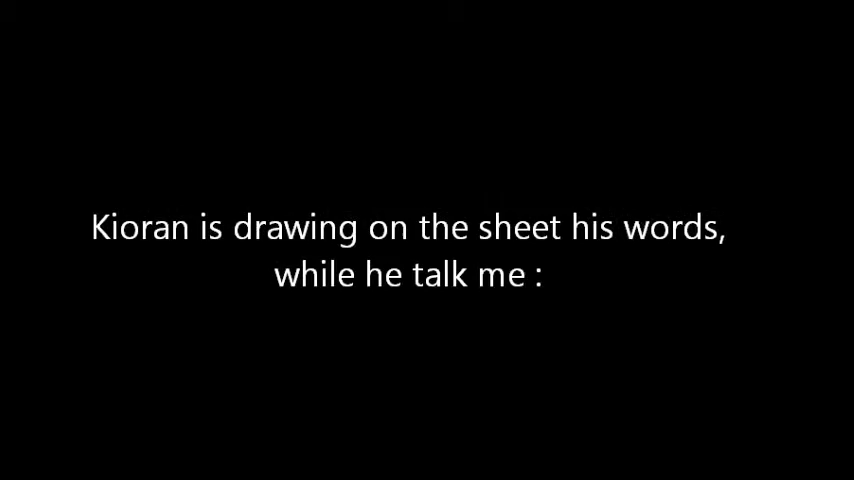 Kioran is drawing on the sheet his words,
while he talk me :